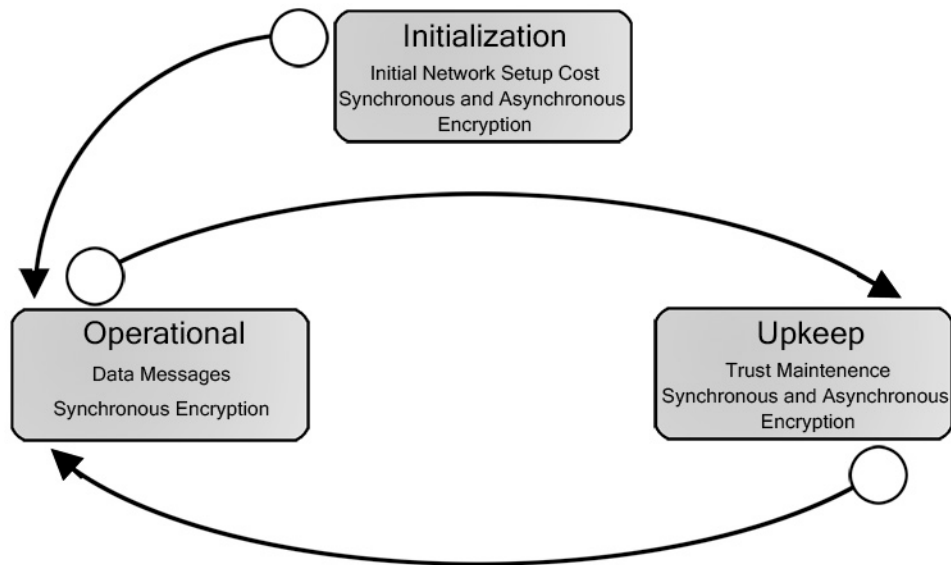 Initialization
Initial Network Setup Cost
Synchronous and Asynchronous
Encryption
Operational
Data Messages
Synchronous Encryption
Upkeep
Trust Maintenence
Synchronous and Asynchronous
Encryption